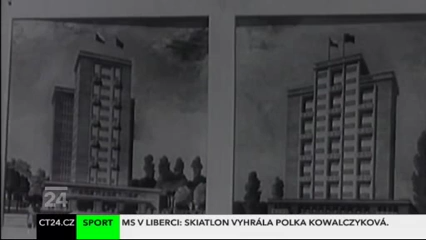 24
CT24.CZ SPORT MS V LIBERCI: SKIATLON VYHRÁLA POLKA KOWALCZYKOVÁ.